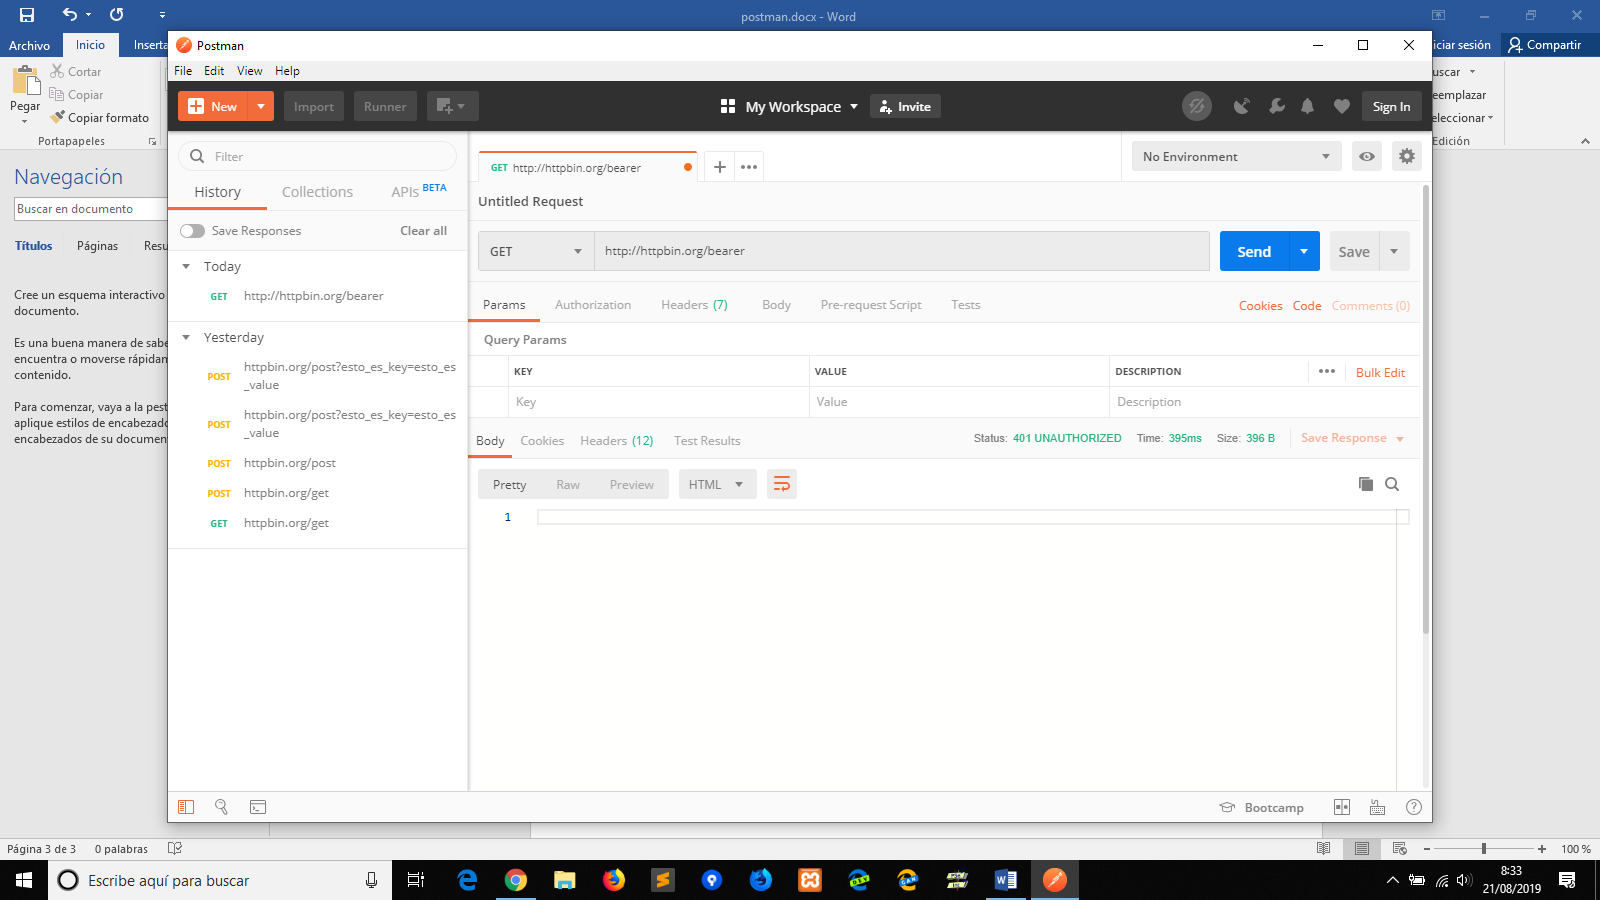 postman.docx - Word
Archivo
Inicio
Inserta
iciar sesión
Compartir
Pegar
Cortar
Copiar
Copiar formato
Portapapeles
uscar
eemplazar
eleccionar
Edición
Navegación
Buscar en documento
Títulos
Páginas
Resu
Cree un esquema interactivo
documento.
Es una buena manera de sabe
encuentra o moverse rápidam
contenido.
Para comenzar, vaya a la pest
aplique estilos de encabezado
encabezados de su documen
Postman
File Edit View Help
New
Import
Runner
My Workspace
Invite
Sign In
Filter
History
Collections
APIs BETA
Save Responses
Clear all
Today
GET http://httpbin.org/bearer
Yesterday
POST httpbin.org/post?esto_es_key=esto_es
_value
POST httpbin.org/post?esto_es_key=esto_es
_value
POST httpbin.org/post
POST httpbin.org/get
GET httpbin.org/get
GET http://httpbin.org/bearer
No Environment
Untitled Request
GET
http://httpbin.org/bearer
Send
Save
Params
Authorization
Headers (7)
Body
Pre-request Script
Tests
Cookies
Code
Comments (0)
Query Params
KEY
VALUE
DESCRIPTION
Bulk Edit
Key
Value
Description
Body
Cookies
Headers (12)
Test Results
Status: 401 UNAUTHORIZED
Time: 395ms
Size: 396 B
Save Response
Pretty
Raw
Preview
HTML
1
Bootcamp
Página 3 de 3
0 palabras
100 %
Escribe aquí para buscar
DEV
CAN
8:33
21/08/2019